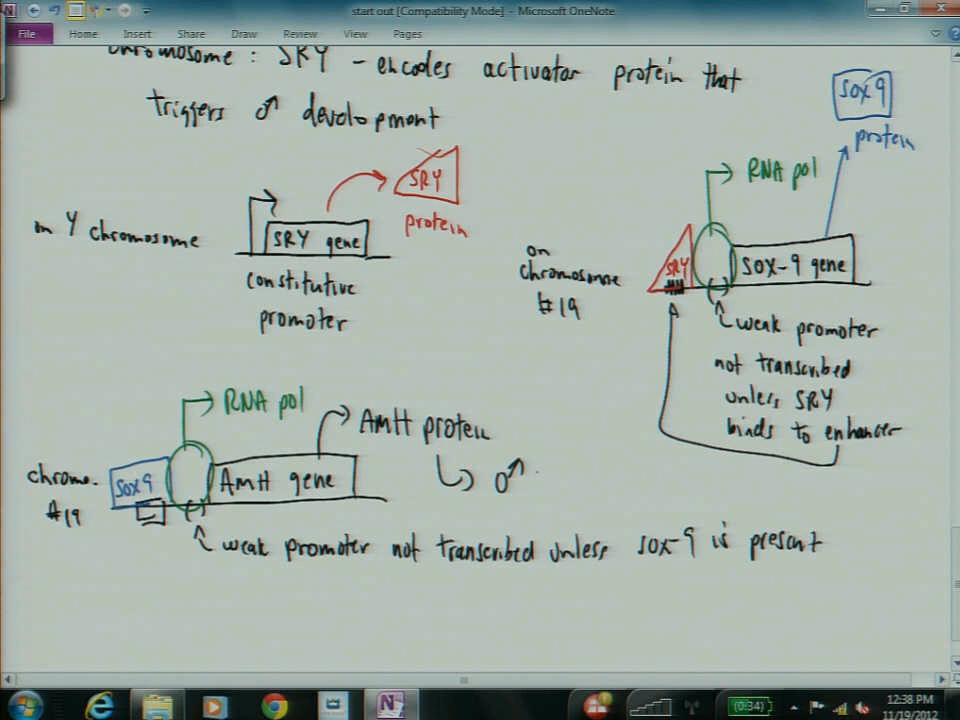 start out [Compatibility Mode] - Microsoft OneNote
File Home Insert Share Draw Review View Pages
chromosome : SRY - encodes activator protein that
triggers ♂ development
sox 9
protein
RNA pol
SRY
protein
on Y chromosome
SRY gene
constitutive
promoter
on
chromosome
#19
SRY
sox-9 gene
weak promoter
not transcribed
unless SRY
binds to enhancer
RNA pol
AmH protein
♂
chromo.
#19
sox 9
AmH gene
weak promoter not transcribed unless sox-9 is present
(0:34)
12:38 PM
11/19/2012